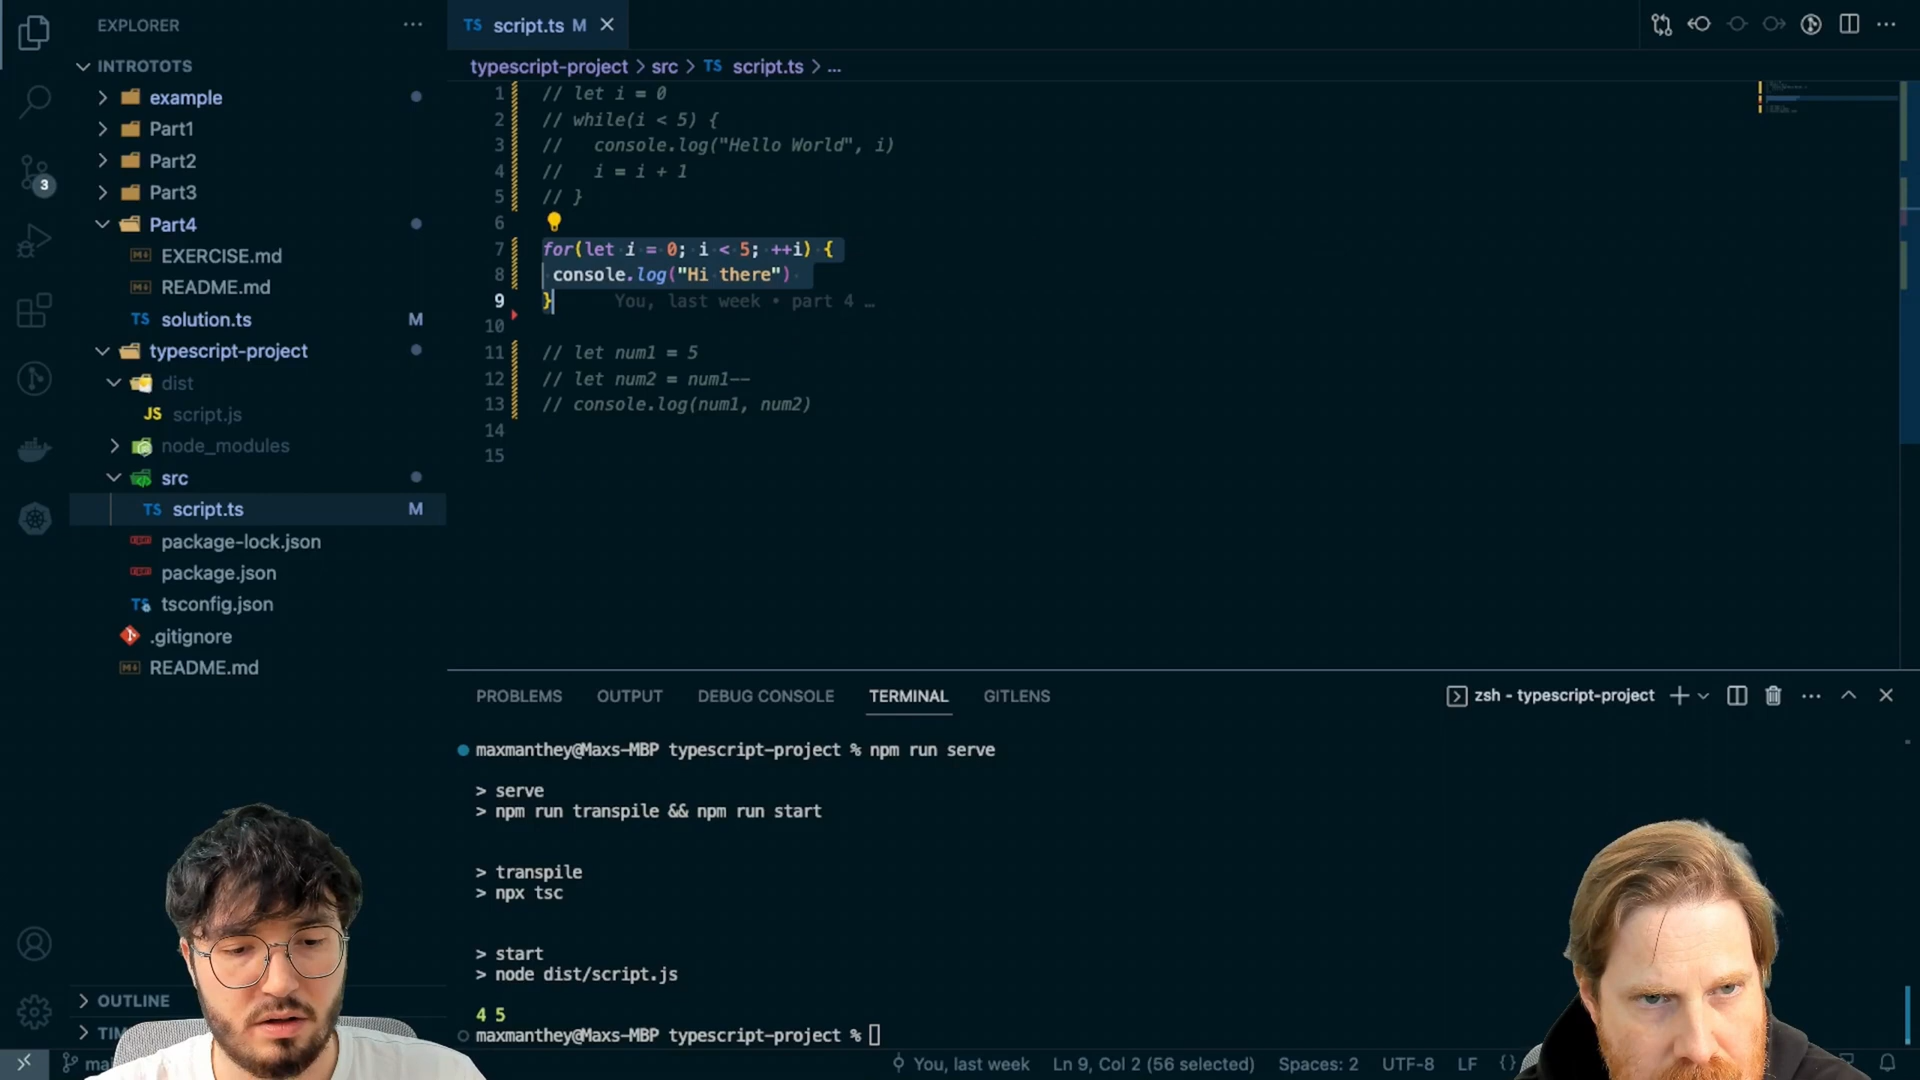 EXPLORER
INTROTOTS
example
Part1
Part2
Part3
Part4
EXERCISE.md
README.md
TS solution.ts M
typescript-project
dist
JS script.js
node_modules
src
TS script.ts M
package-lock.json
package.json
TS tsconfig.json
.gitignore
README.md
OUTLINE
3
TS script.ts M
typescript-project > src > TS script.ts > ...
1 // let i = 0
2 // while(i < 5) {
3 //   console.log("Hello World", i)
4 //   i = i + 1
5 // }
6
7 for(let i = 0; i < 5; ++i) {
8 console.log("Hi there")
9 } You, last week • part 4 …
10
11 // let num1 = 5
12 // let num2 = num1--
13 // console.log(num1, num2)
14
15
PROBLEMS OUTPUT DEBUG CONSOLE TERMINAL GITLENS zsh - typescript-project
maxmanthey@Maxs-MBP typescript-project % npm run serve
> serve
> npm run transpile && npm run start
> transpile
> npx tsc
> start
> node dist/script.js
4 5
maxmanthey@Maxs-MBP typescript-project %
You, last week Ln 9, Col 2 (56 selected) Spaces: 2 UTF-8 LF {}